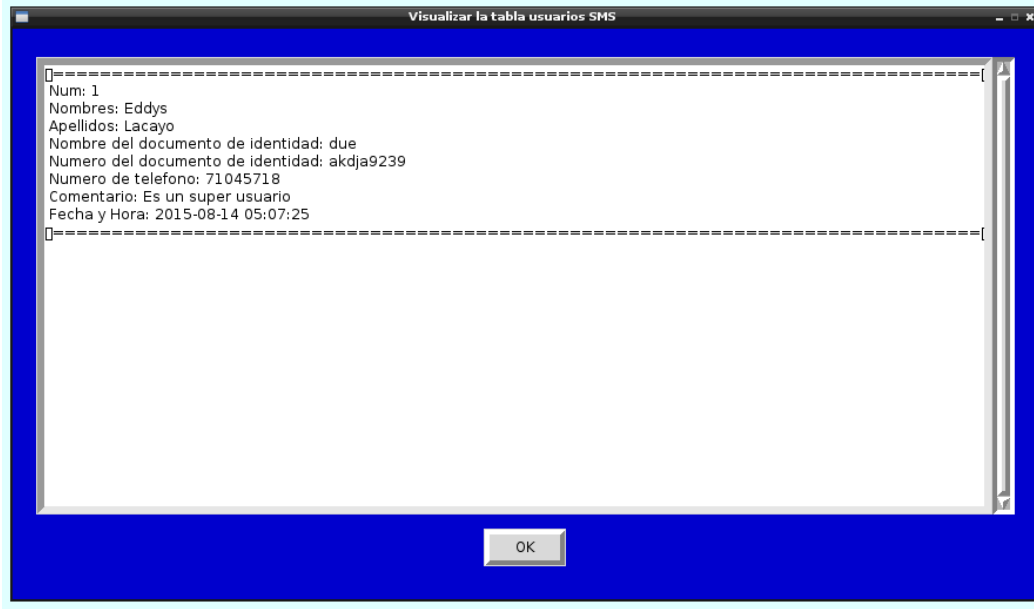 Visualizar la tabla usuarios SMS
▯===============================================================================[
Num: 1
Nombres: Eddys
Apellidos: Lacayo
Nombre del documento de identidad: due
Numero del documento de identidad: akdja9239
Numero de telefono: 71045718
Comentario: Es un super usuario
Fecha y Hora: 2015-08-14 05:07:25
▯===============================================================================[
OK